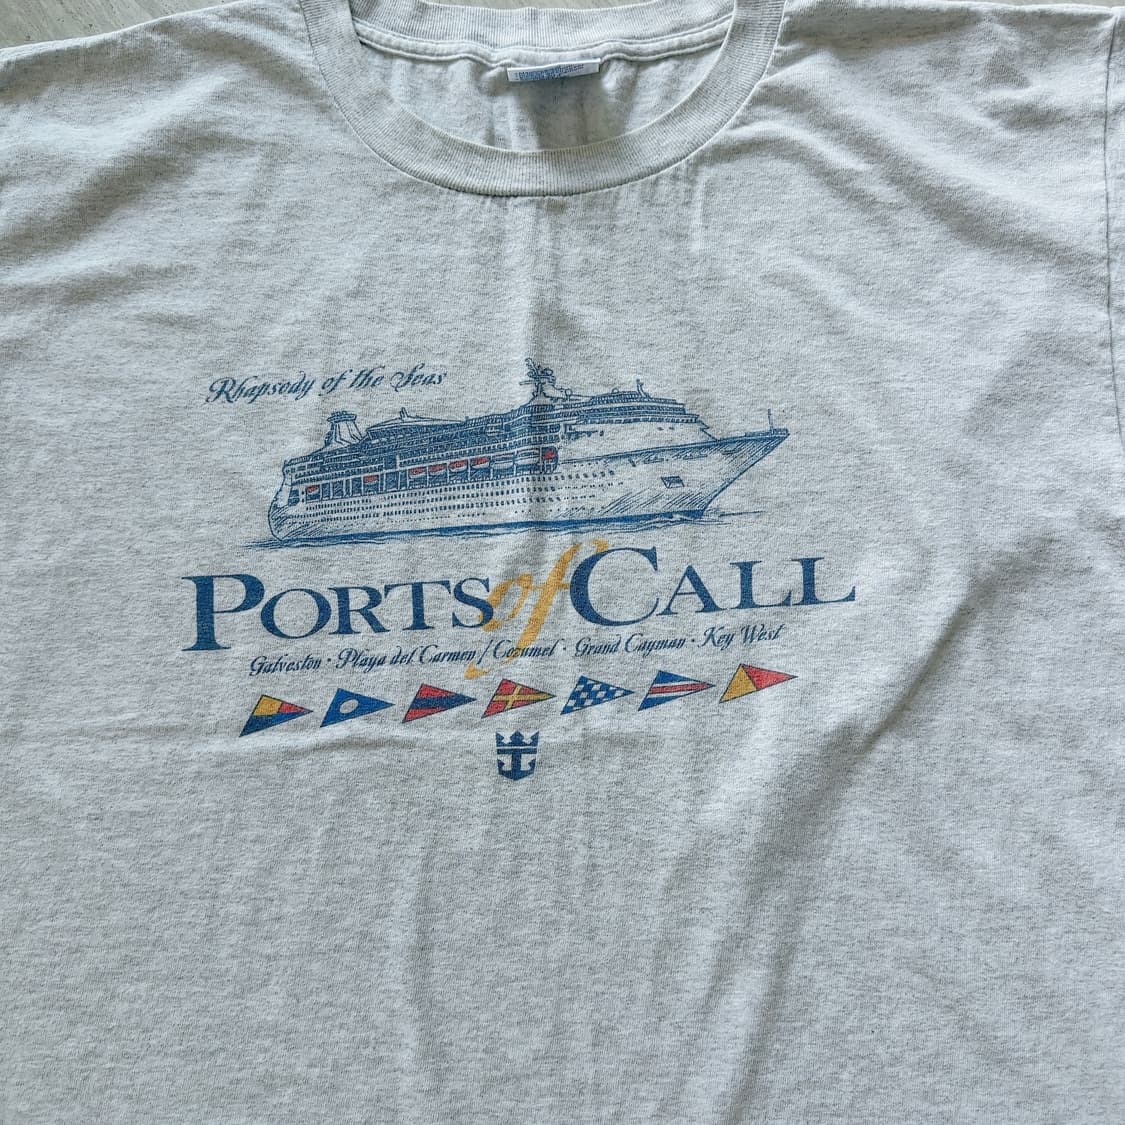 Rhapsody of the Seas
PORTS of CALL
Galveston · Playa del Carmen / Cozumel · Grand Cayman · Key West